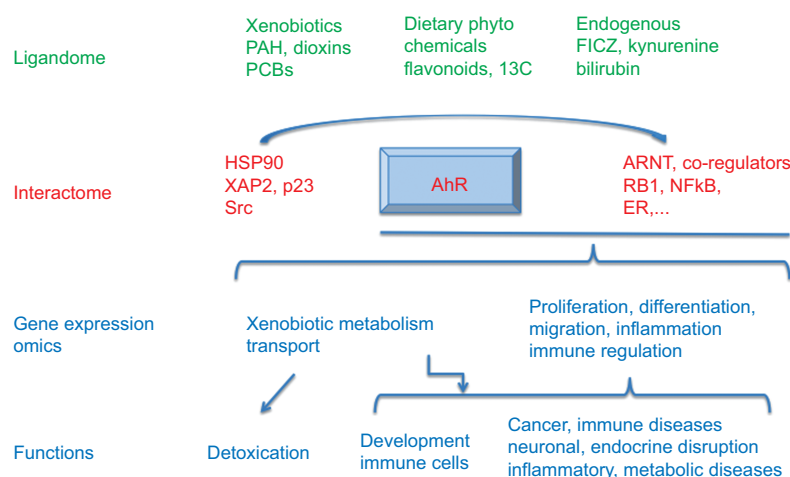 Ligandome
Xenobiotics
PAH, dioxins
PCBs
Dietary phyto
chemicals
flavonoids, 13C
Endogenous
FICZ, kynurenine
bilirubin
Interactome
HSP90
XAP2, p23
Src
AhR
ARNT, co-regulators
RB1, NFkB,
ER,...
Gene expression
omics
Xenobiotic metabolism
transport
Proliferation, differentiation,
migration, inflammation
immune regulation
Functions
Detoxication
Development
immune cells
Cancer, immune diseases
neuronal, endocrine disruption
inflammatory, metabolic diseases